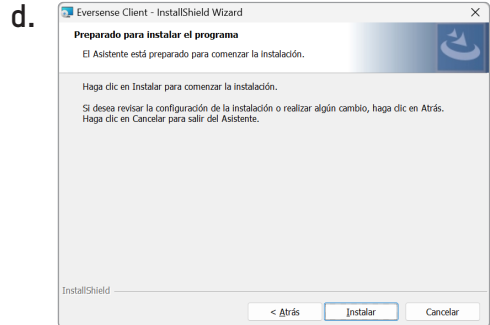 d.
Eversense Client - InstallShield Wizard
Preparado para instalar el programa
El Asistente está preparado para comenzar la instalación.
Haga clic en Instalar para comenzar la instalación.
Si desea revisar la configuración de la instalación o realizar algún cambio, haga clic en Atrás.
Haga clic en Cancelar para salir del Asistente.
InstallShield
< Atrás Instalar Cancelar